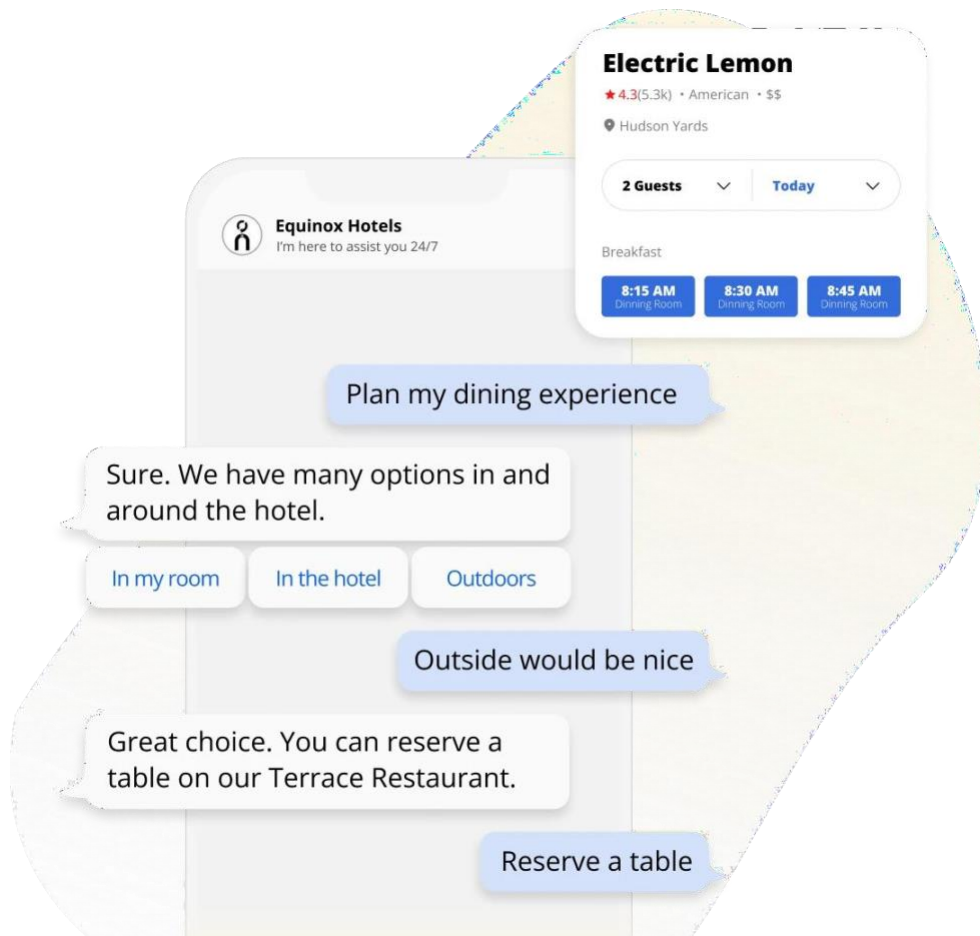 Electric Lemon
★ 4.3(5.3k) • American • $$
Hudson Yards
2 Guests
Today
Breakfast
8:15 AM
Dinning Room
8:30 AM
Dinning Room
8:45 AM
Dinning Room
Equinox Hotels
I'm here to assist you 24/7
Plan my dining experience
Sure. We have many options in and
around the hotel.
In my room
In the hotel
Outdoors
Outside would be nice
Great choice. You can reserve a
table on our Terrace Restaurant.
Reserve a table